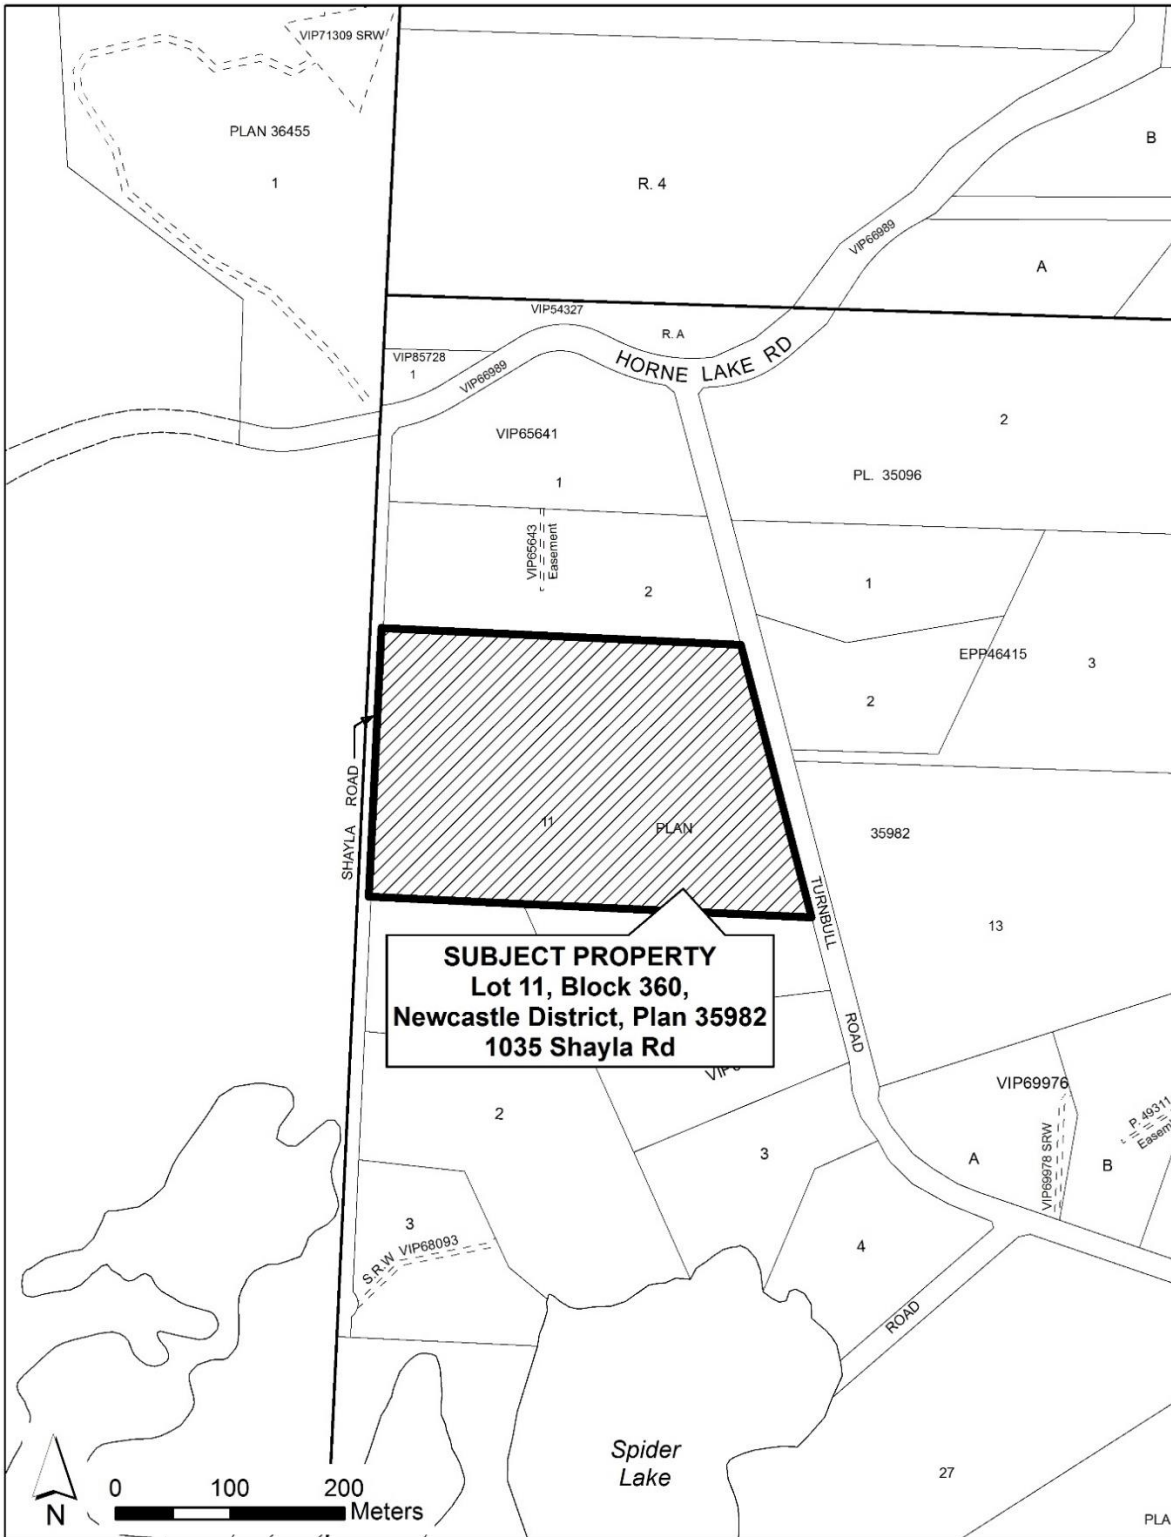 VIP71309 SRW
PLAN 36455
1
R. 4
B
VIP66989
A
VIP54327
R. A
HORNE LAKE RD
VIP85728
1
VIP66989
VIP65641
1
2
PL. 35096
VIP65643
Easement
2
1
EPP46415
3
2
SHAYLA ROAD
11
PLAN
35982
TURNBULL
13
SUBJECT PROPERTY
Lot 11, Block 360,
Newcastle District, Plan 35982
1035 Shayla Rd
ROAD
2
3
VIP69976
P. 49311
VIP69978 SRW
A
B
3
S.R.W VIP68093
4
ROAD
Spider
Lake
27
0 100 200
Meters
N